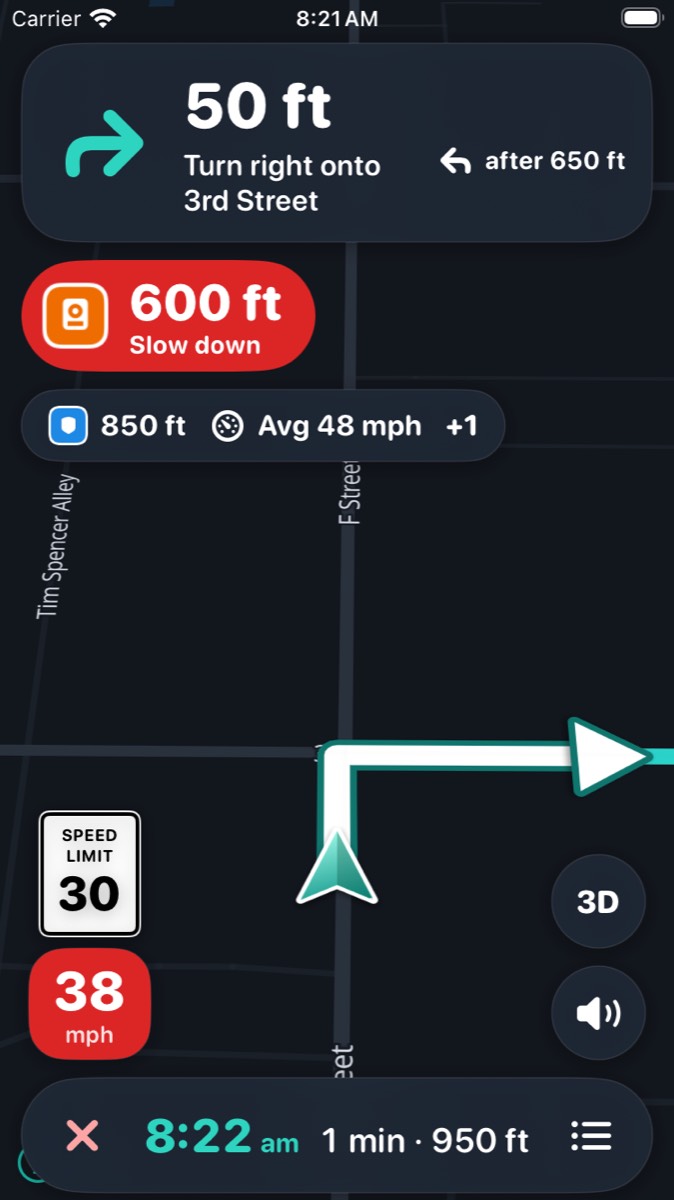 Carrier
8:21 AM
50 ft
Turn right onto
3rd Street
after 650 ft
600 ft
Slow down
850 ft
Avg 48 mph
+1
Tim Spencer Alley
F Street
SPEED
LIMIT
30
3D
38
mph
eet
8:22 am
1 min · 950 ft